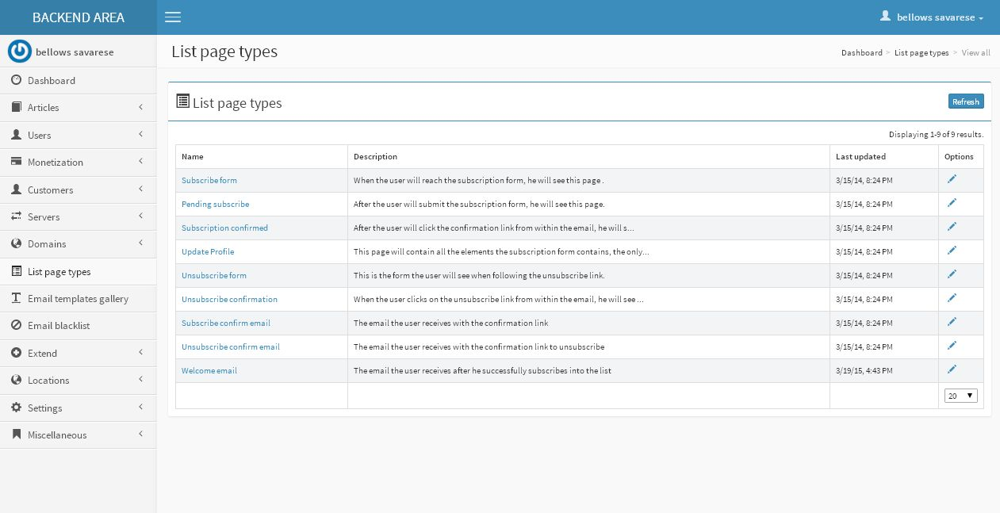 BACKEND AREA
bellows savarese
bellows savarese
Dashboard
Articles
Users
Monetization
Customers
Servers
Domains
List page types
Email templates gallery
Email blacklist
Extend
Locations
Settings
Miscellaneous
List page types
Dashboard > List page types > View all
List page types
Refresh
Displaying 1-9 of 9 results.
Name Description Last updated Options
Subscribe form When the user will reach the subscription form, he will see this page . 3/15/14, 8:24 PM
Pending subscribe After the user will submit the subscription form, he will see this page. 3/15/14, 8:24 PM
Subscription confirmed After the user will click the confirmation link from within the email, he will s... 3/15/14, 8:24 PM
Update Profile This page will contain all the elements the subscription form contains, the only... 3/15/14, 8:24 PM
Unsubscribe form This is the form the user will see when following the unsubscribe link. 3/15/14, 8:24 PM
Unsubscribe confirmation When the user clicks on the unsubscribe link from within the email, he will see ... 3/15/14, 8:24 PM
Subscribe confirm email The email the user receives with the confirmation link 3/15/14, 8:24 PM
Unsubscribe confirm email The email the user receives with the confirmation link to unsubscribe 3/15/14, 8:24 PM
Welcome email The email the user receives after he successfully subscribes into the list 3/19/15, 4:43 PM
20